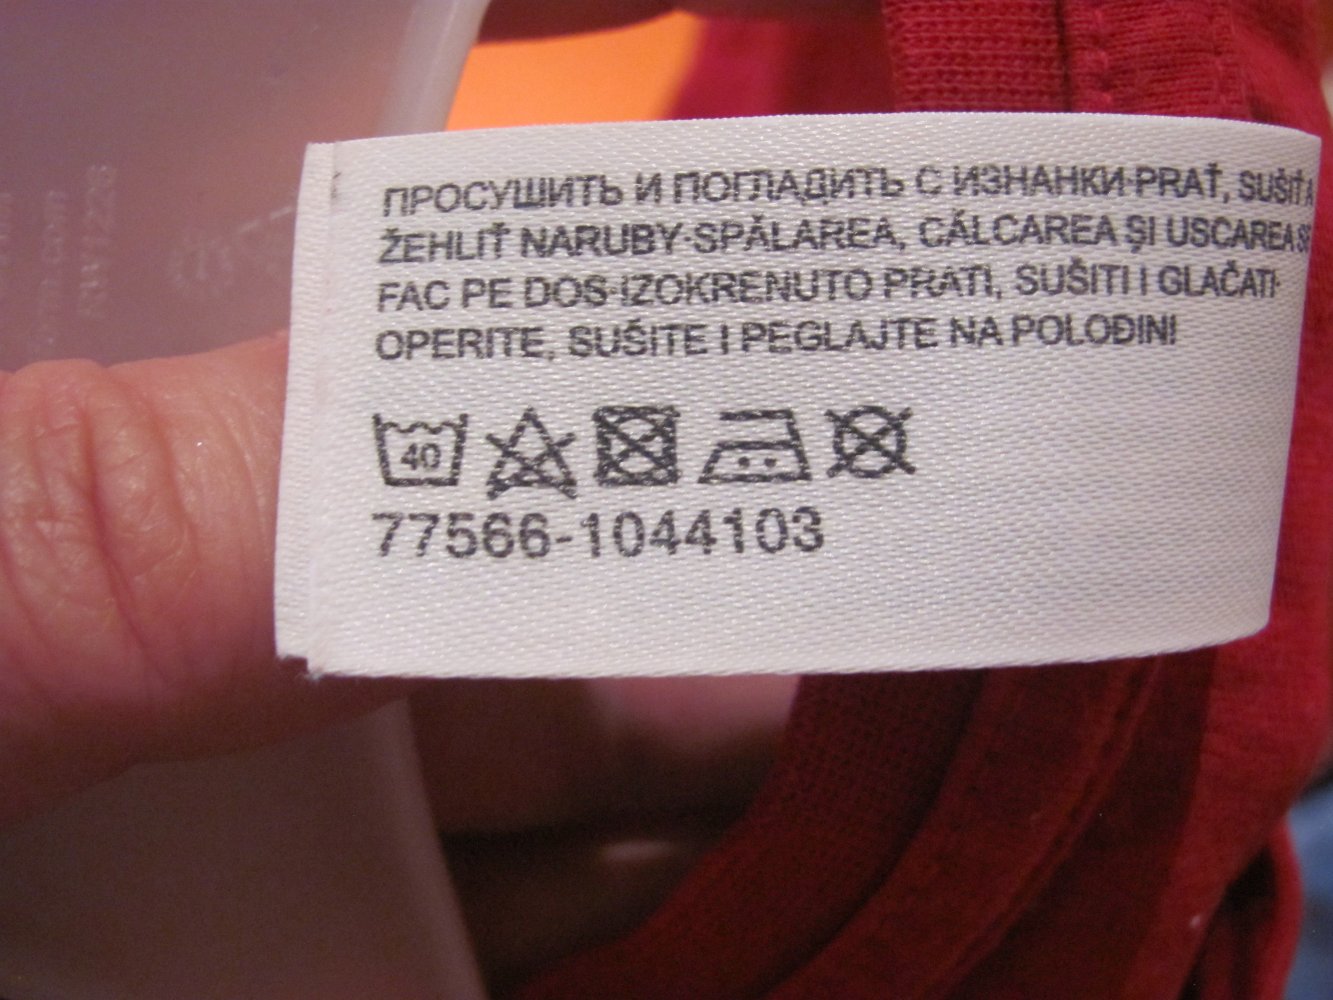 ПРОСУШИТЬ И ПОГЛАДИТЬ С ИЗНАНКИ·PRAŤ, SUŠIŤ A
ŽEHLIŤ NARUBY·SPĂLAREA, CĂLCAREA ȘI USCAREA SE
FAC PE DOS·IZOKRENUTO PRATI, SUŠITI I GLAČATI·
OPERITE, SUŠITE I PEGLAJTE NA POLOĐINI
40
77566-1044103